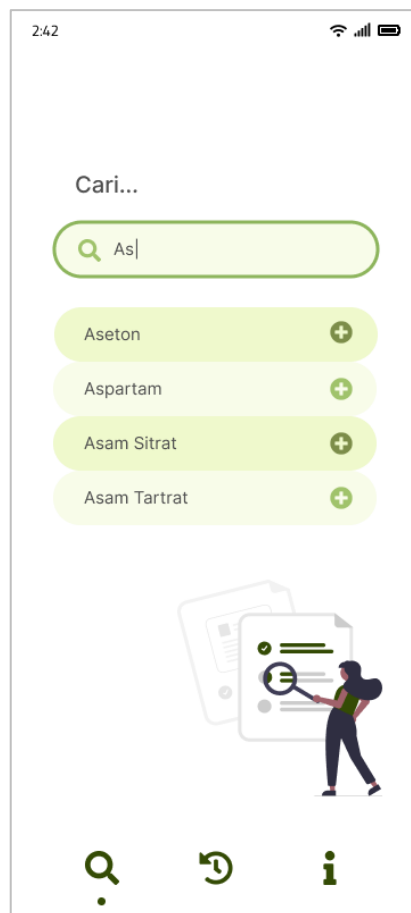 2:42
Cari...
As
Aseton
Aspartam
Asam Sitrat
Asam Tartrat